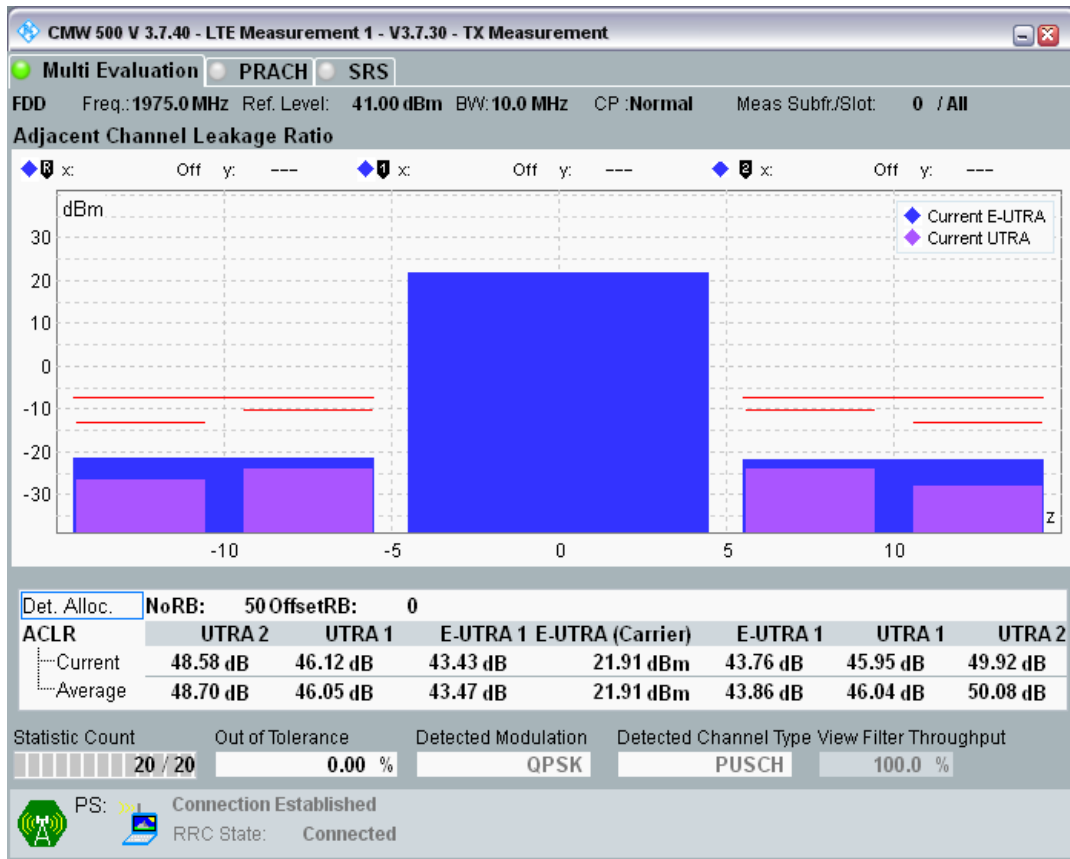 CMW 500 V 3.7.40 - LTE Measurement 1 - V3.7.30 - TX Measurement
Multi Evaluation PRACH SRS
FDD Freq.: 1975.0 MHz Ref. Level: 41.00 dBm BW: 10.0 MHz CP :Normal Meas Subfr./Slot: 0 / All
Adjacent Channel Leakage Ratio
R x: Off y: --- 1 x: Off y: --- 2 x: Off y: ---
dBm
Current E-UTRA
Current UTRA
30
20
10
0
-10
-20
-30
z
-10 -5 0 5 10
Det. Alloc. NoRB: 50 OffsetRB: 0
ACLR UTRA 2 UTRA 1 E-UTRA 1 E-UTRA (Carrier) E-UTRA 1 UTRA 1 UTRA 2
Current 48.58 dB 46.12 dB 43.43 dB 21.91 dBm 43.76 dB 45.95 dB 49.92 dB
Average 48.70 dB 46.05 dB 43.47 dB 21.91 dBm 43.86 dB 46.04 dB 50.08 dB
Statistic Count Out of Tolerance Detected Modulation Detected Channel Type View Filter Throughput
20 / 20 0.00 % QPSK PUSCH 100.0 %
PS: Connection Established
RRC State: Connected